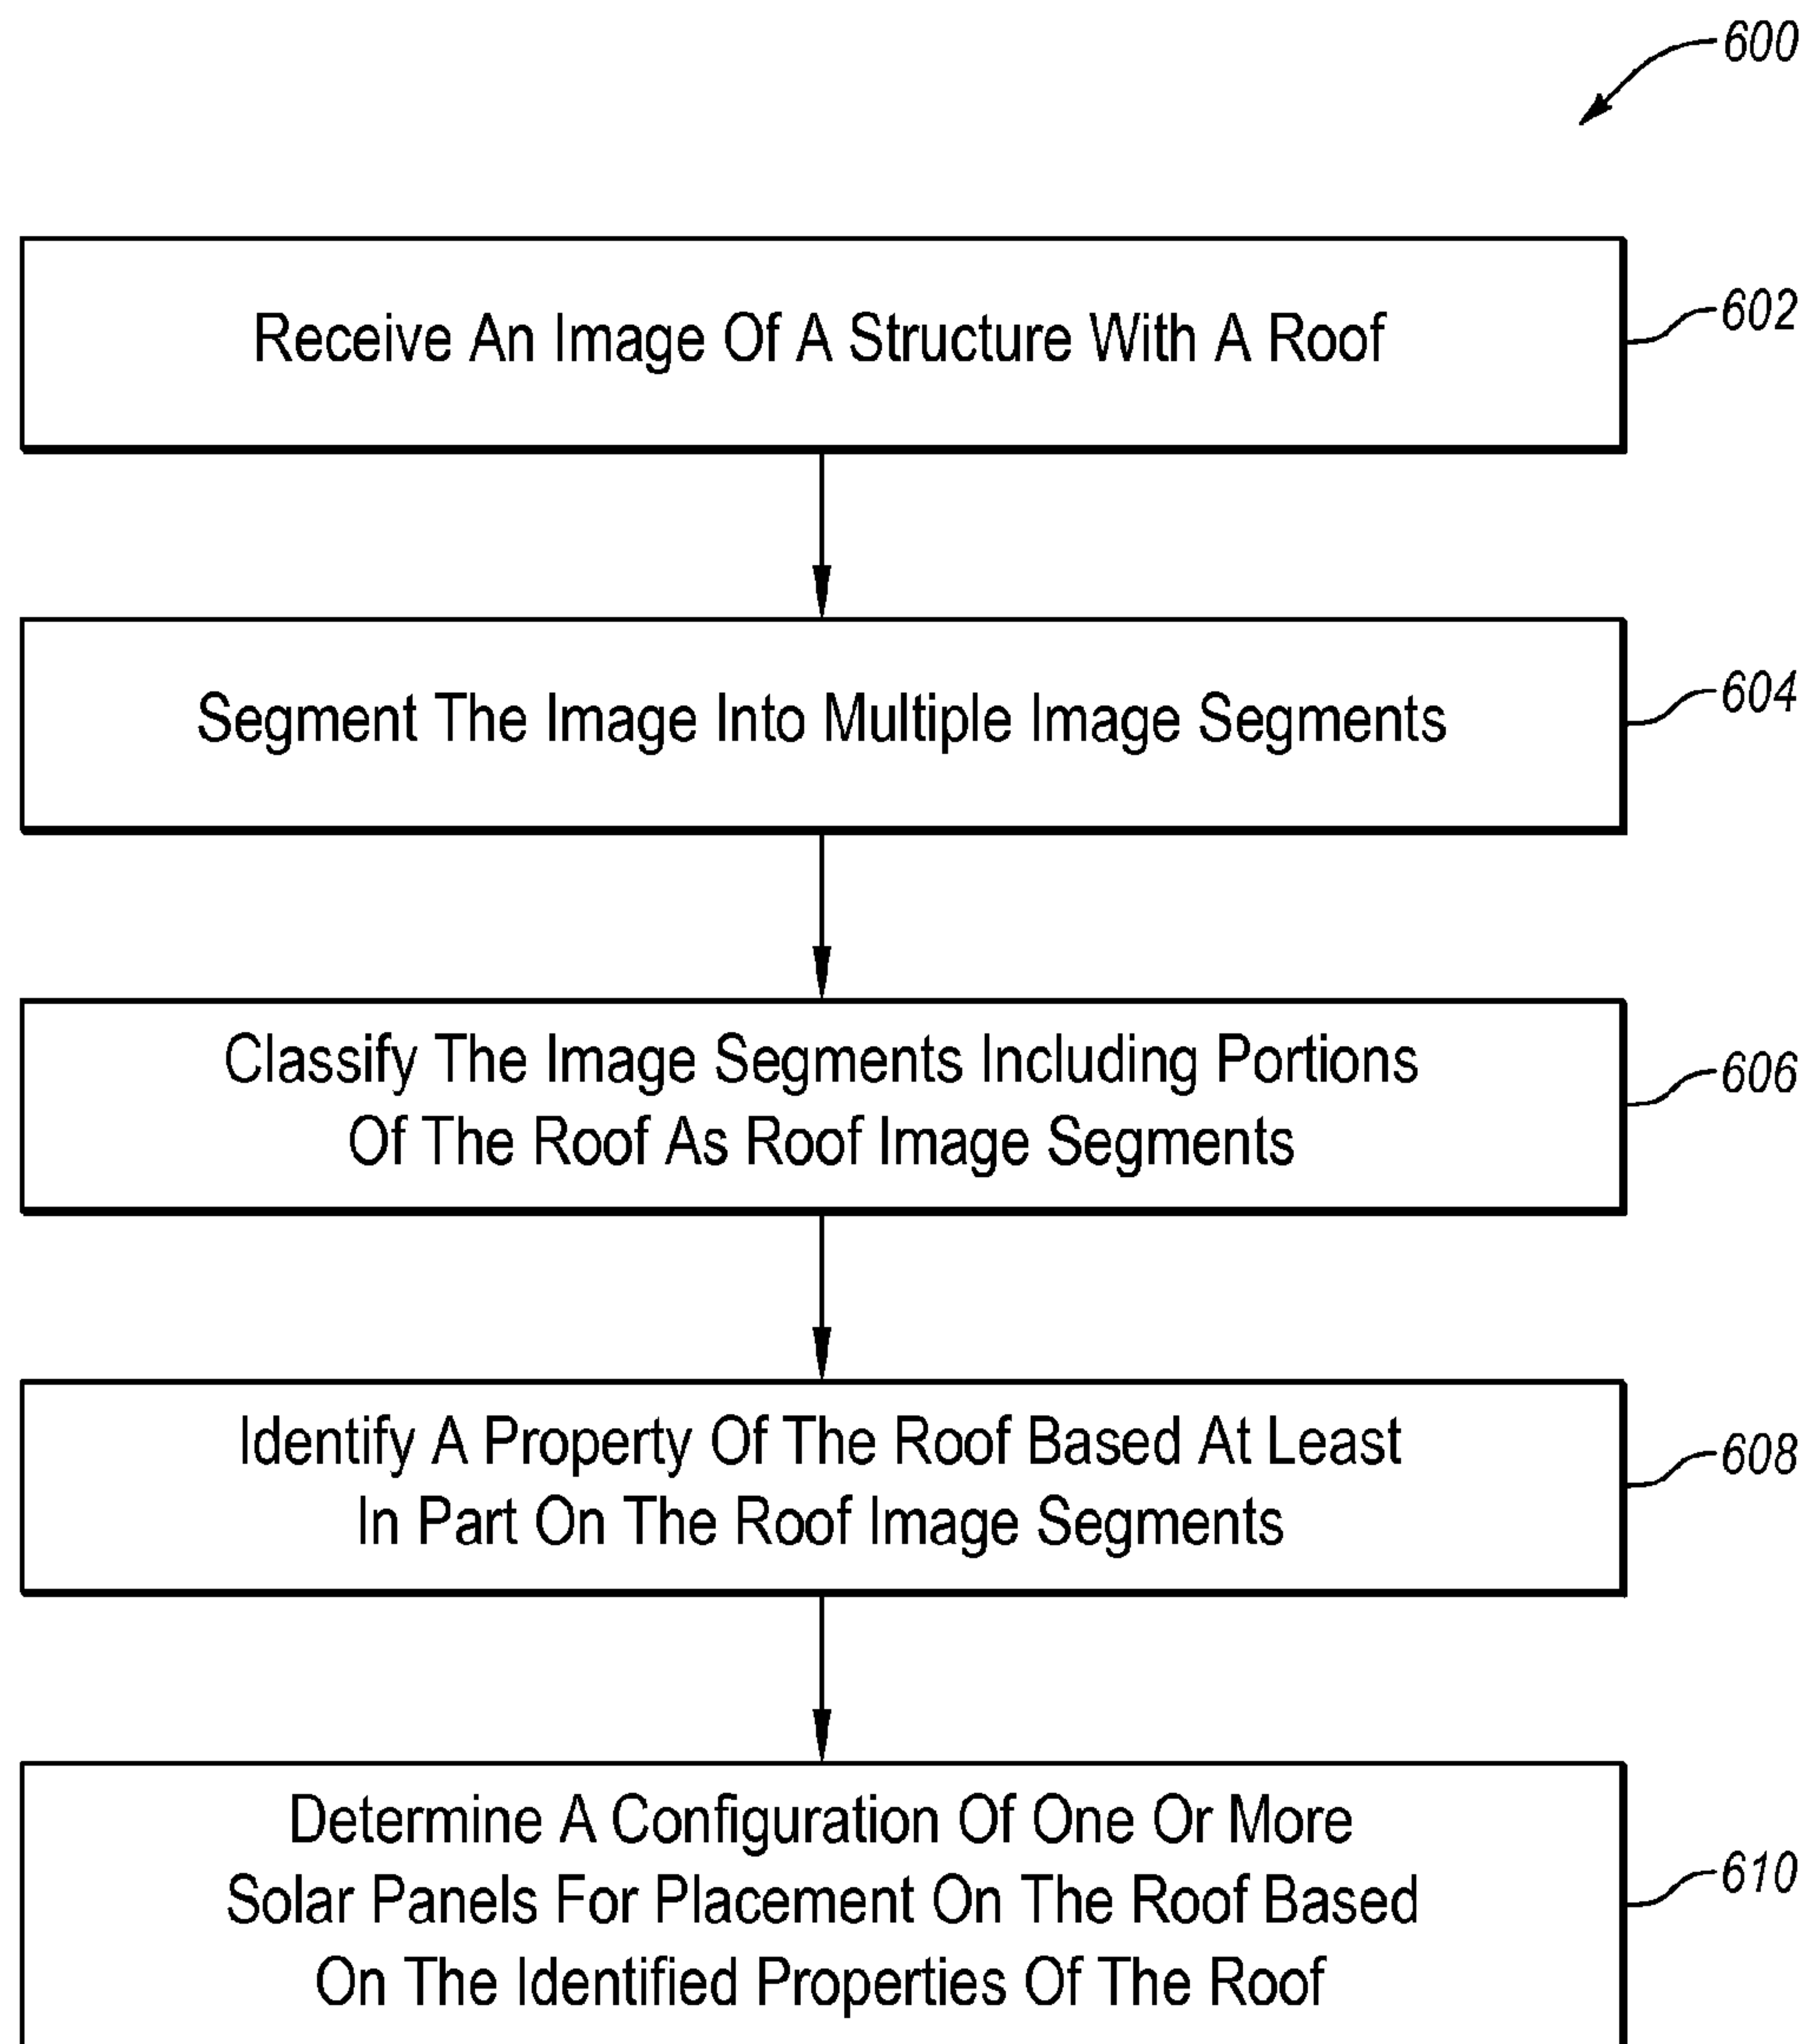 600
Receive An Image Of A Structure With A Roof
602
Segment The Image Into Multiple Image Segments
604
Classify The Image Segments Including Portions
Of The Roof As Roof Image Segments
606
Identify A Property Of The Roof Based At Least
In Part On The Roof Image Segments
608
Determine A Configuration Of One Or More
Solar Panels For Placement On The Roof Based
On The Identified Properties Of The Roof
610